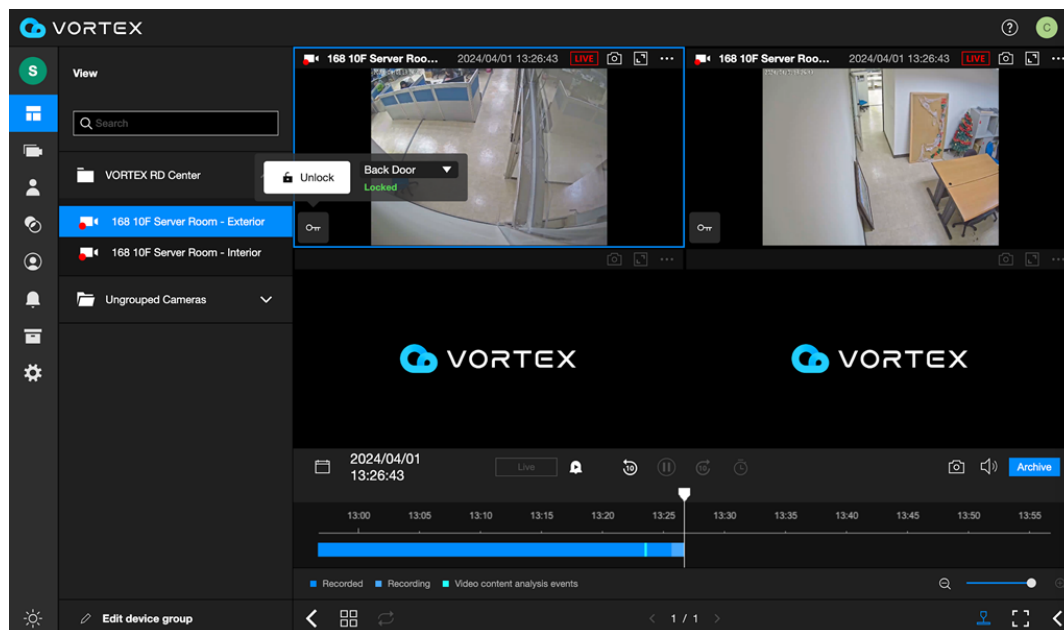 VORTEX
C
S
View
Search
VORTEX RD Center
168 10F Server Room - Exterior
168 10F Server Room - Interior
Ungrouped Cameras
Edit device group
168 10F Server Roo... 2024/04/01 13:26:43 LIVE
168 10F Server Roo... 2024/04/01 13:26:43 LIVE
Unlock
Back Door
Locked
VORTEX
VORTEX
2024/04/01
13:26:43
Live
10
10
Archive
13:00 13:05 13:10 13:15 13:20 13:25 13:30 13:35 13:40 13:45 13:50 13:55
Recorded Recording Video content analysis events
1 / 1